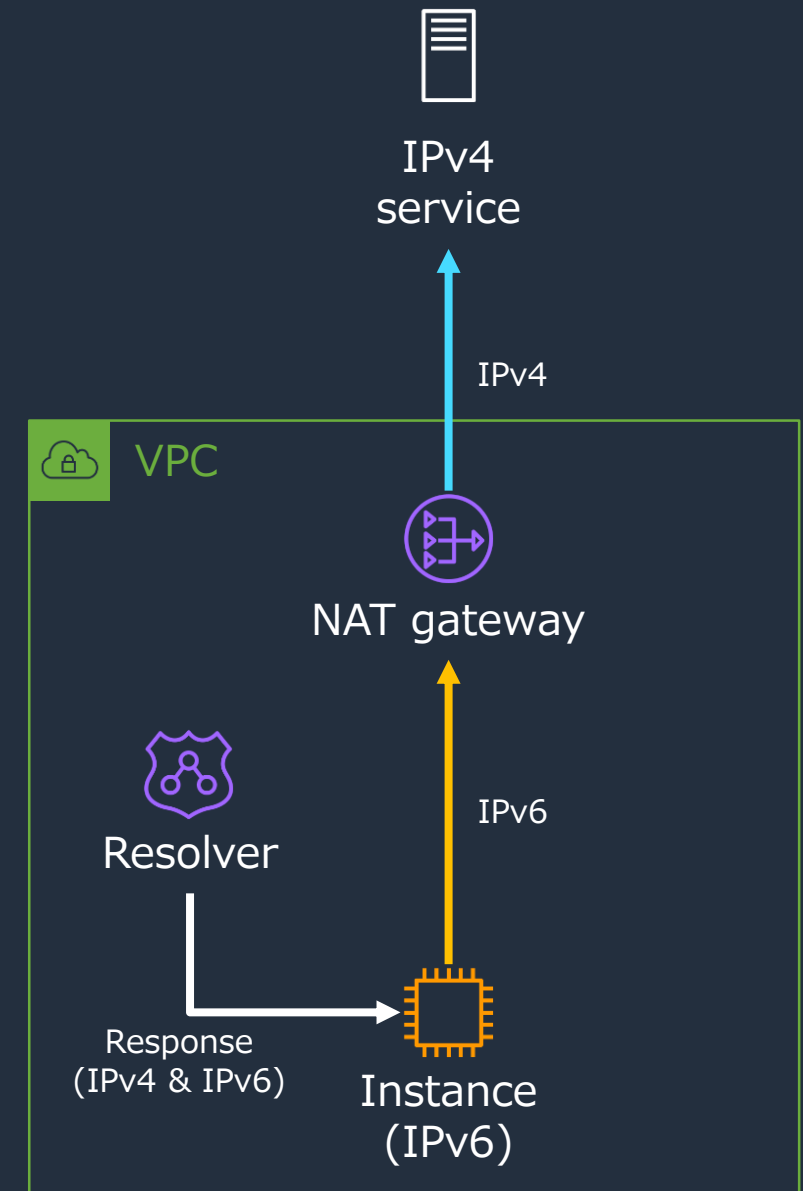 IPv4
service
IPv4
VPC
NAT gateway
IPv6
Resolver
Response
(IPv4 & IPv6)
Instance
(IPv6)